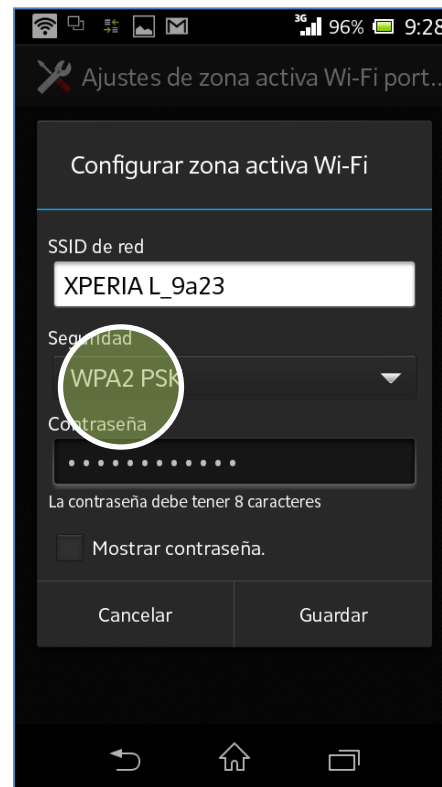 3G 96% 9:28
Ajustes de zona activa Wi-Fi port..
Configurar zona activa Wi-Fi
SSID de red
XPERIA L_9a23
Seguridad
WPA2 PSK
Contraseña
••••••••••••
La contraseña debe tener 8 caracteres
Mostrar contraseña.
Cancelar Guardar